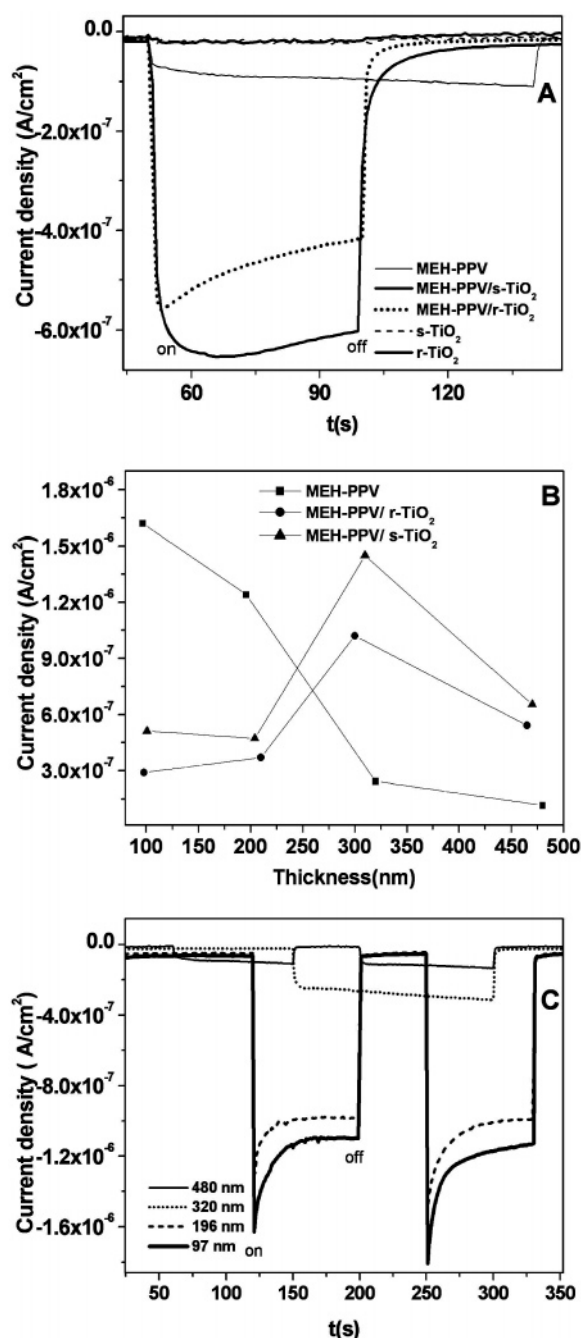 0.0
-2.0x10⁻⁷
-4.0x10⁻⁷
-6.0x10⁻⁷
Current density (A/cm²)
A
MEH-PPV
MEH-PPV/s-TiO₂
MEH-PPV/r-TiO₂
s-TiO₂
r-TiO₂
on
off
60
90
120
t(s)
1.8x10⁻⁶
1.5x10⁻⁶
1.2x10⁻⁶
9.0x10⁻⁷
6.0x10⁻⁷
3.0x10⁻⁷
Current density (A/cm²)
B
MEH-PPV
MEH-PPV/ r-TiO₂
MEH-PPV/ s-TiO₂
100 150 200 250 300 350 400 450 500
Thickness(nm)
0.0
-4.0x10⁻⁷
-8.0x10⁻⁷
-1.2x10⁻⁶
-1.6x10⁻⁶
Current density ( A/cm²)
C
480 nm
320 nm
196 nm
97 nm
on
off
50 100 150 200 250 300 350
t(s)